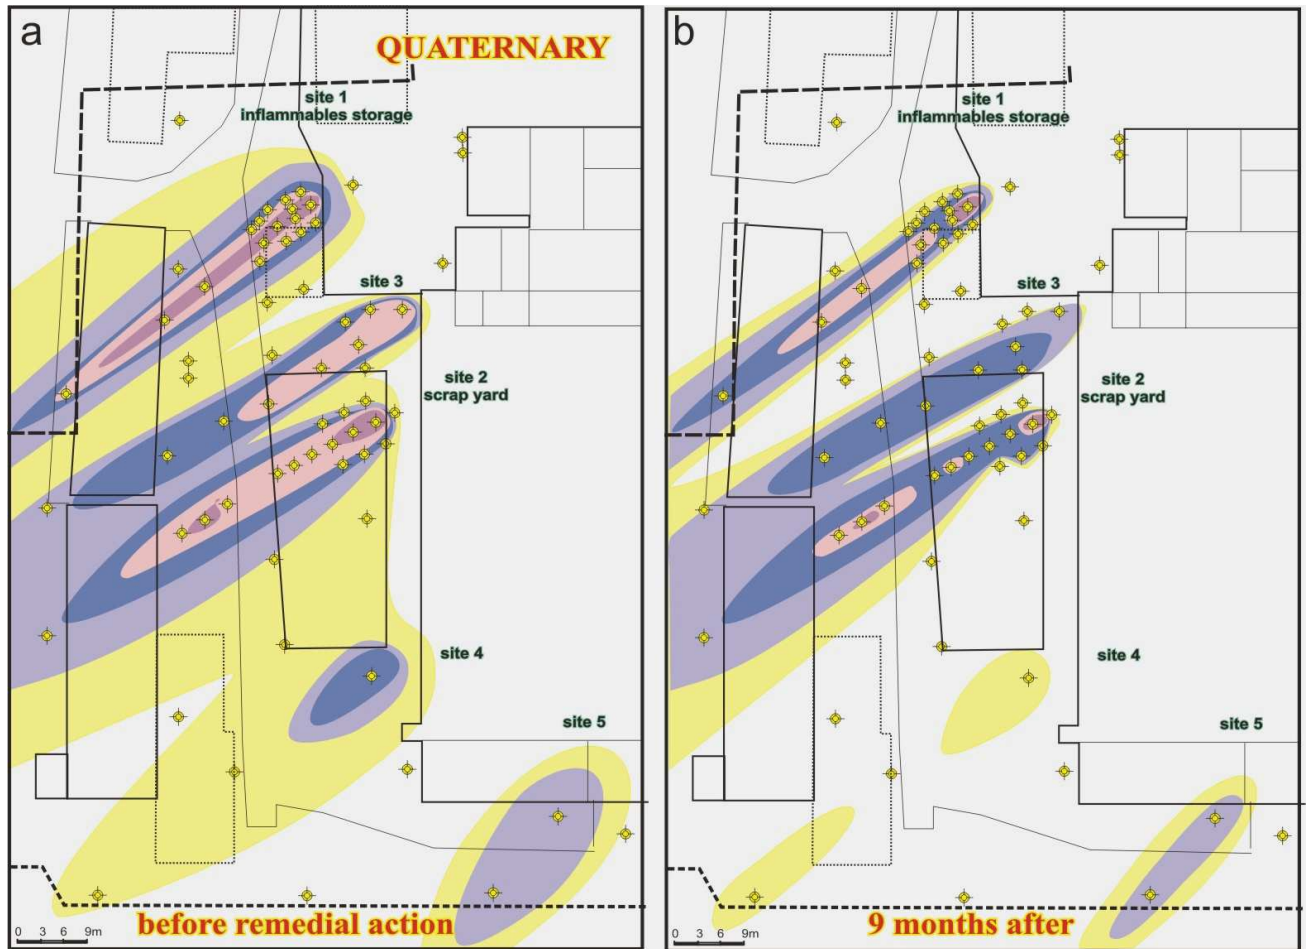 a
QUATERNARY
site 1
inflammables storage
site 3
site 2
scrap yard
site 4
site 5
before remedial action
0 3 6 9m
b
site 1
inflammables storage
site 3
site 2
scrap yard
site 4
site 5
9 months after
0 3 6 9m